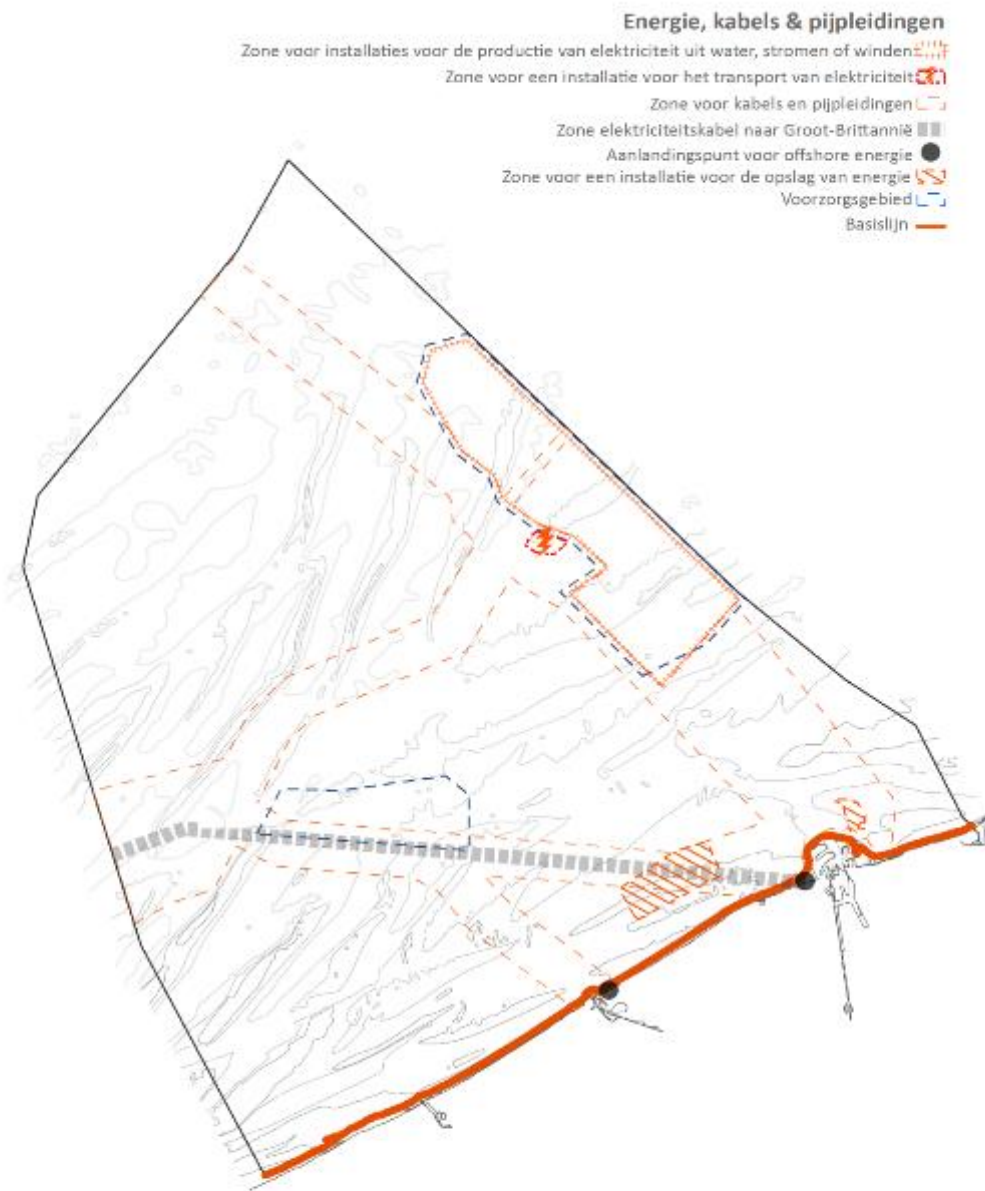 Energie, kabels & pijpleidingen
Zone voor installaties voor de productie van elektriciteit uit water, stromen of winden
Zone voor een installatie voor het transport van elektriciteit
Zone voor kabels en pijpleidingen
Zone elektriciteitskabel naar Groot-Brittannië
Aanlandingspunt voor offshore energie
Zone voor een installatie voor de opslag van energie
Voorzorgsgebied
Basislijn